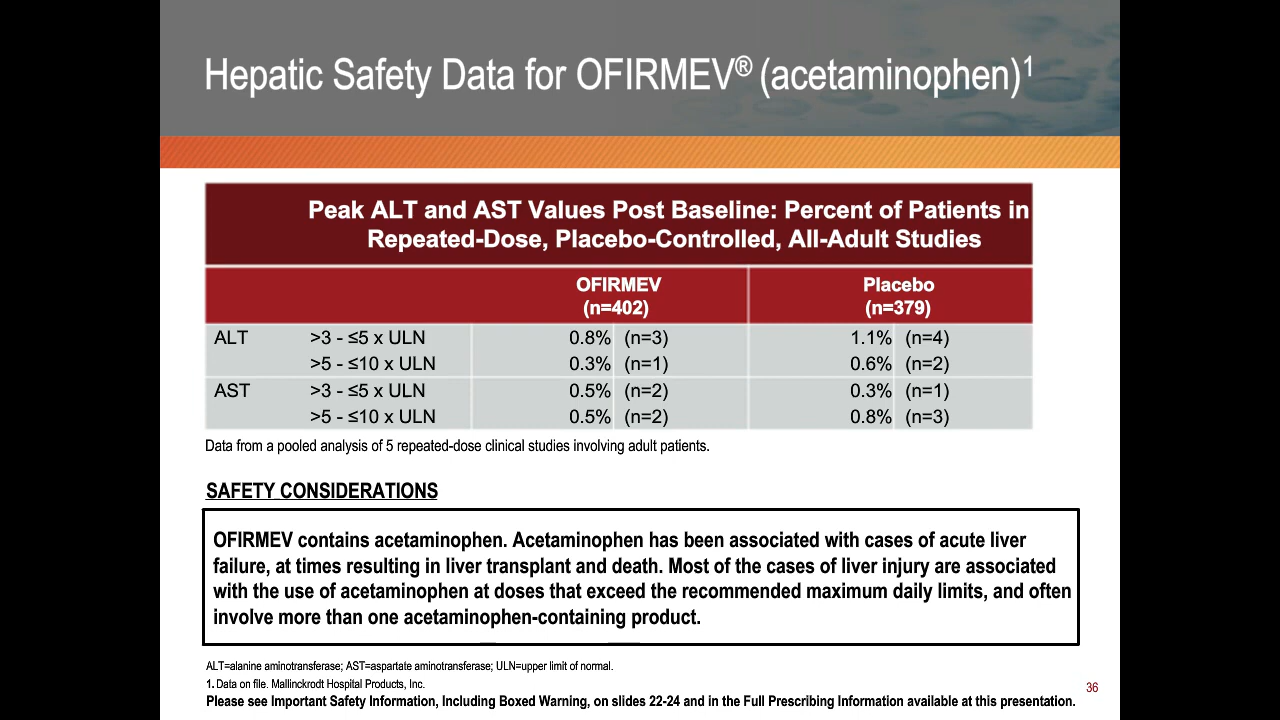 Hepatic Safety Data for OFIRMEV® (acetaminophen)¹
Peak ALT and AST Values Post Baseline: Percent of Patients in
Repeated-Dose, Placebo-Controlled, All-Adult Studies
OFIRMEV Placebo
(n=402) (n=379)
ALT >3 - ≤5 x ULN 0.8% (n=3) 1.1% (n=4)
>5 - ≤10 x ULN 0.3% (n=1) 0.6% (n=2)
AST >3 - ≤5 x ULN 0.5% (n=2) 0.3% (n=1)
>5 - ≤10 x ULN 0.5% (n=2) 0.8% (n=3)
Data from a pooled analysis of 5 repeated-dose clinical studies involving adult patients.
SAFETY CONSIDERATIONS
OFIRMEV contains acetaminophen. Acetaminophen has been associated with cases of acute liver
failure, at times resulting in liver transplant and death. Most of the cases of liver injury are associated
with the use of acetaminophen at doses that exceed the recommended maximum daily limits, and often
involve more than one acetaminophen-containing product.
ALT=alanine aminotransferase; AST=aspartate aminotransferase; ULN=upper limit of normal.
1. Data on file. Mallinckrodt Hospital Products, Inc.
Please see Important Safety Information, Including Boxed Warning, on slides 22-24 and in the Full Prescribing Information available at this presentation.
36